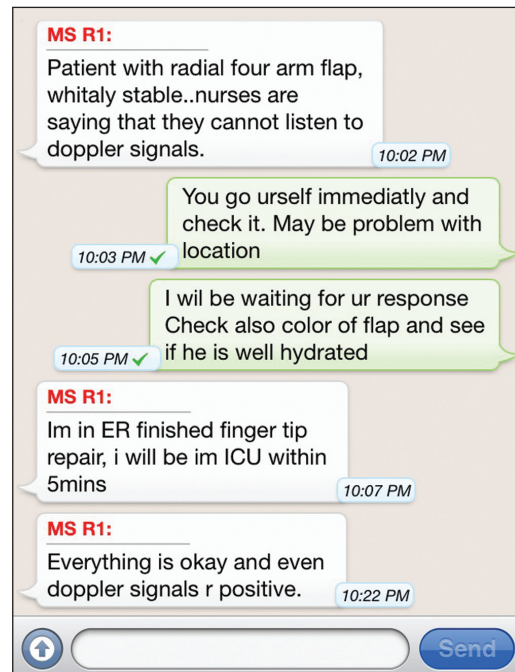 MS R1:
Patient with radial four arm flap,
whitaly stable..nurses are
saying that they cannot listen to
doppler signals.
10:02 PM
You go urself immediatly and
check it. May be problem with
location
10:03 PM
I wil be waiting for ur response
Check also color of flap and see
if he is well hydrated
10:05 PM
MS R1:
Im in ER finished finger tip
repair, i will be im ICU within
5mins
10:07 PM
MS R1:
Everything is okay and even
doppler signals r positive.
10:22 PM
Send